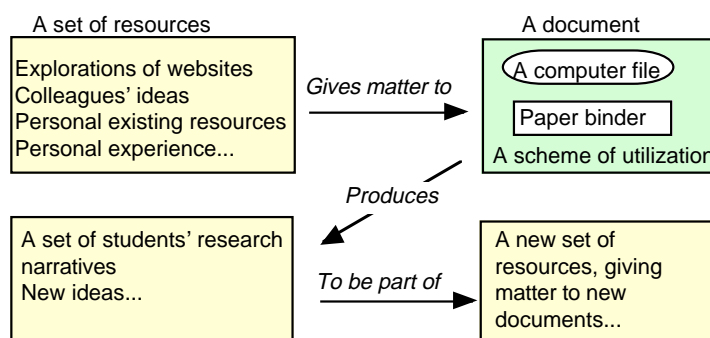 A set of resources
A document
Explorations of websites
Colleagues’ ideas
Personal existing resources
Personal experience...
Gives matter to
A computer file
Paper binder
A scheme of utilization
Produces
A set of students’ research
narratives
New ideas...
To be part of
A new set of
resources, giving
matter to new
documents...